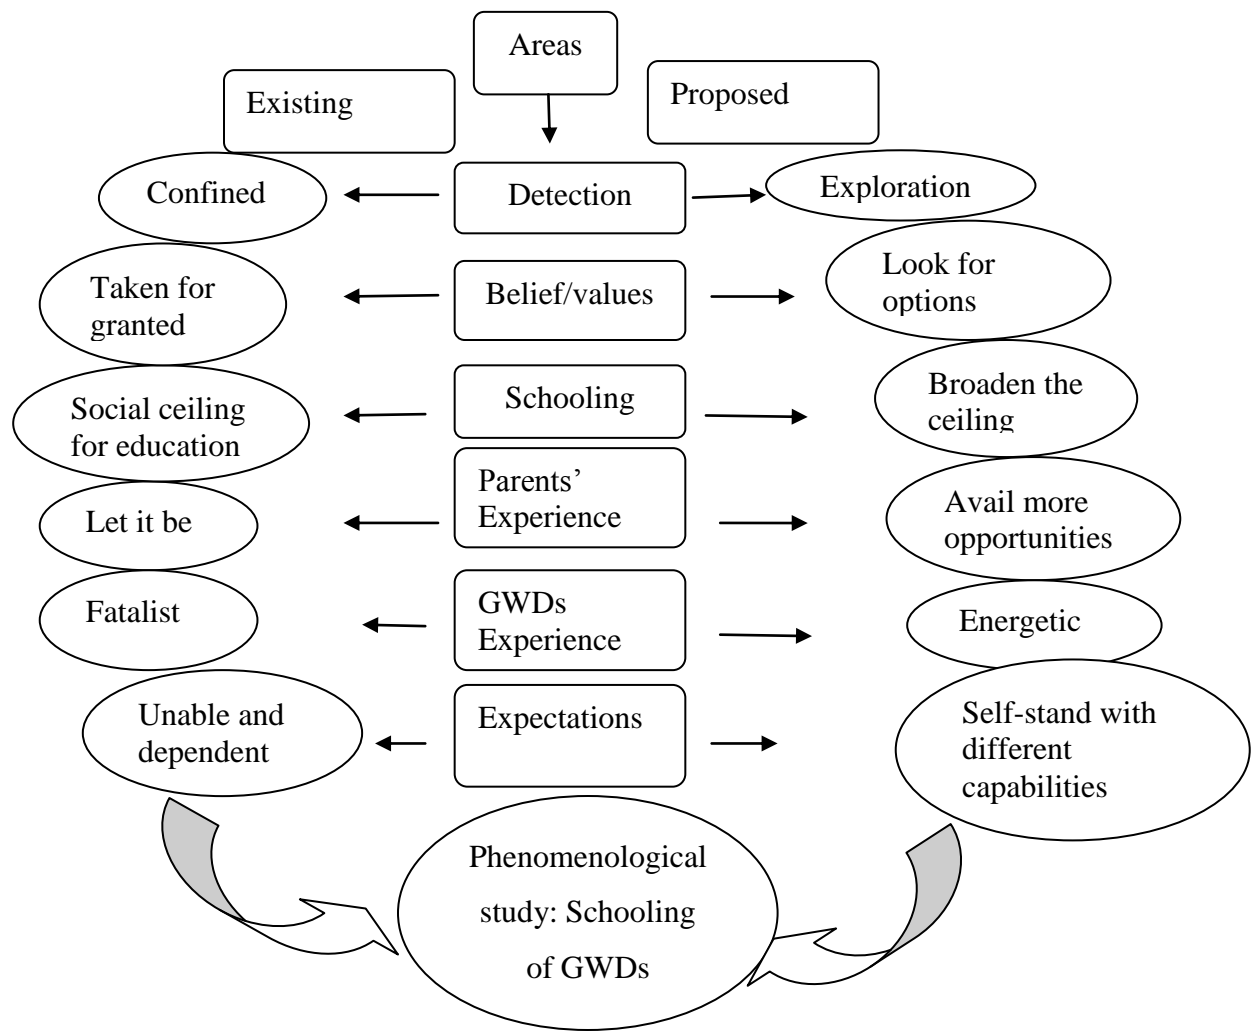 Areas
Existing
Proposed
Confined
Detection
Exploration
Taken for
granted
Belief/values
Look for
options
Social ceiling
for education
Schooling
Broaden the
ceiling
Let it be
Parents’
Experience
Avail more
opportunities
Fatalist
GWDs
Experience
Energetic
Unable and
dependent
Expectations
Self-stand with
different
capabilities
Phenomenological
study: Schooling
of GWDs